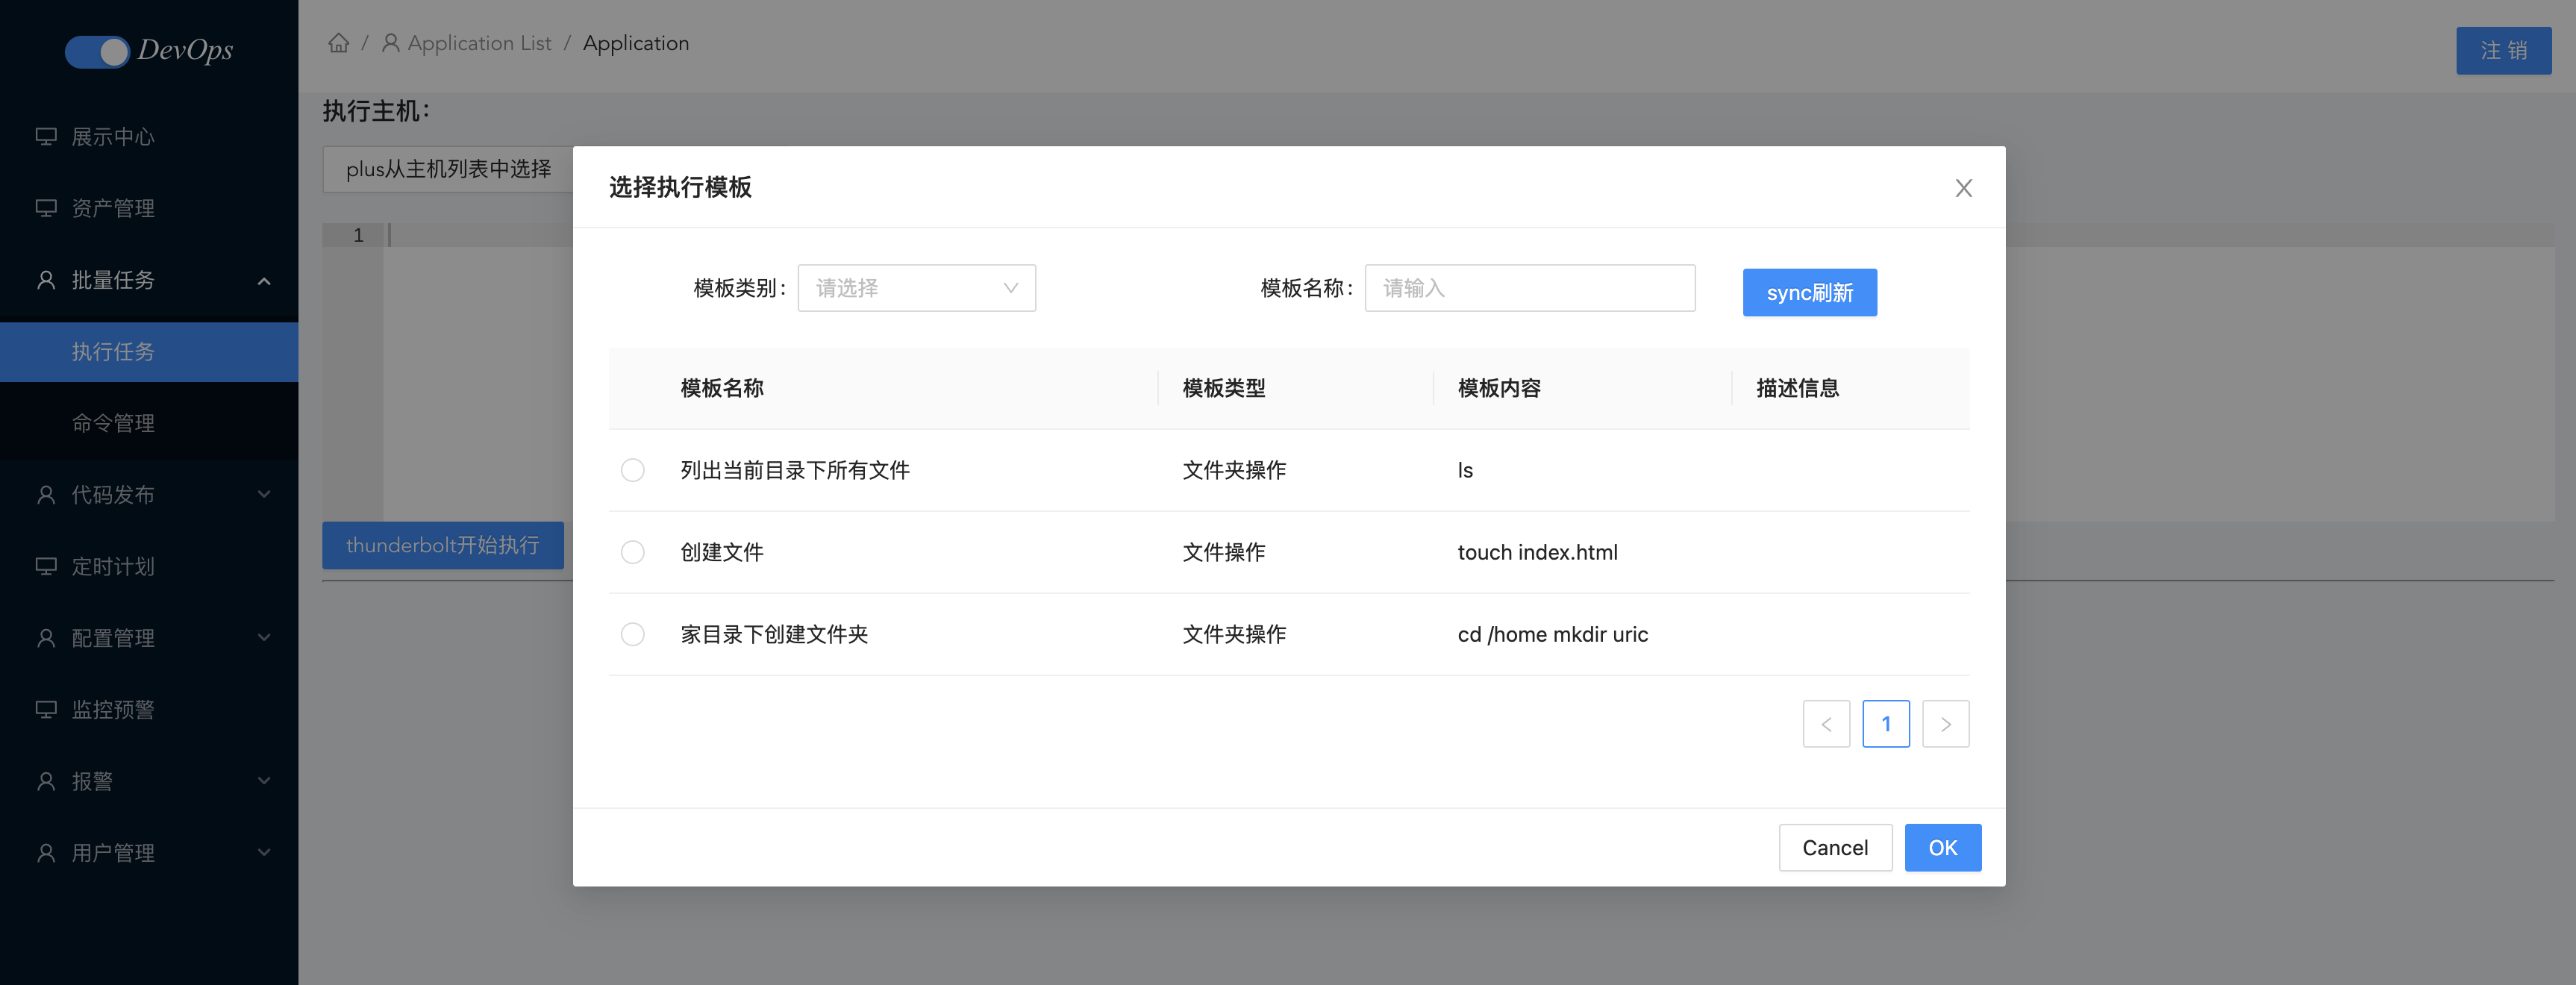 DevOps
展示中心
资产管理
批量任务
执行任务
命令管理
代码发布
定时计划
配置管理
监控预警
报警
用户管理
/ Application List / Application
注 销
执行主机：
plus从主机列表中选择
1
thunderbolt开始执行
选择执行模板
模板类别： 请选择
模板名称： 请输入
sync刷新
模板名称 模板类型 模板内容 描述信息
列出当前目录下所有文件 文件夹操作 ls
创建文件 文件操作 touch index.html
家目录下创建文件夹 文件夹操作 cd /home mkdir uric
1
Cancel OK